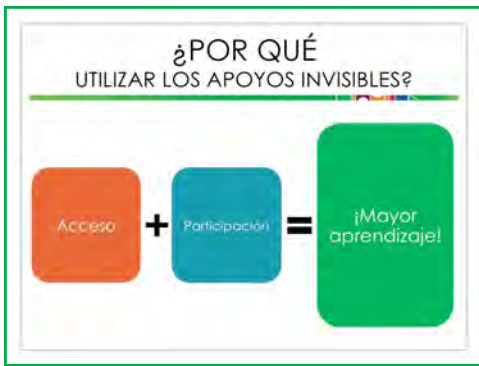 ¿POR QUÉ
UTILIZAR LOS APOYOS INVISIBLES?
Acceso + Participación = ¡Mayor
aprendizaje!